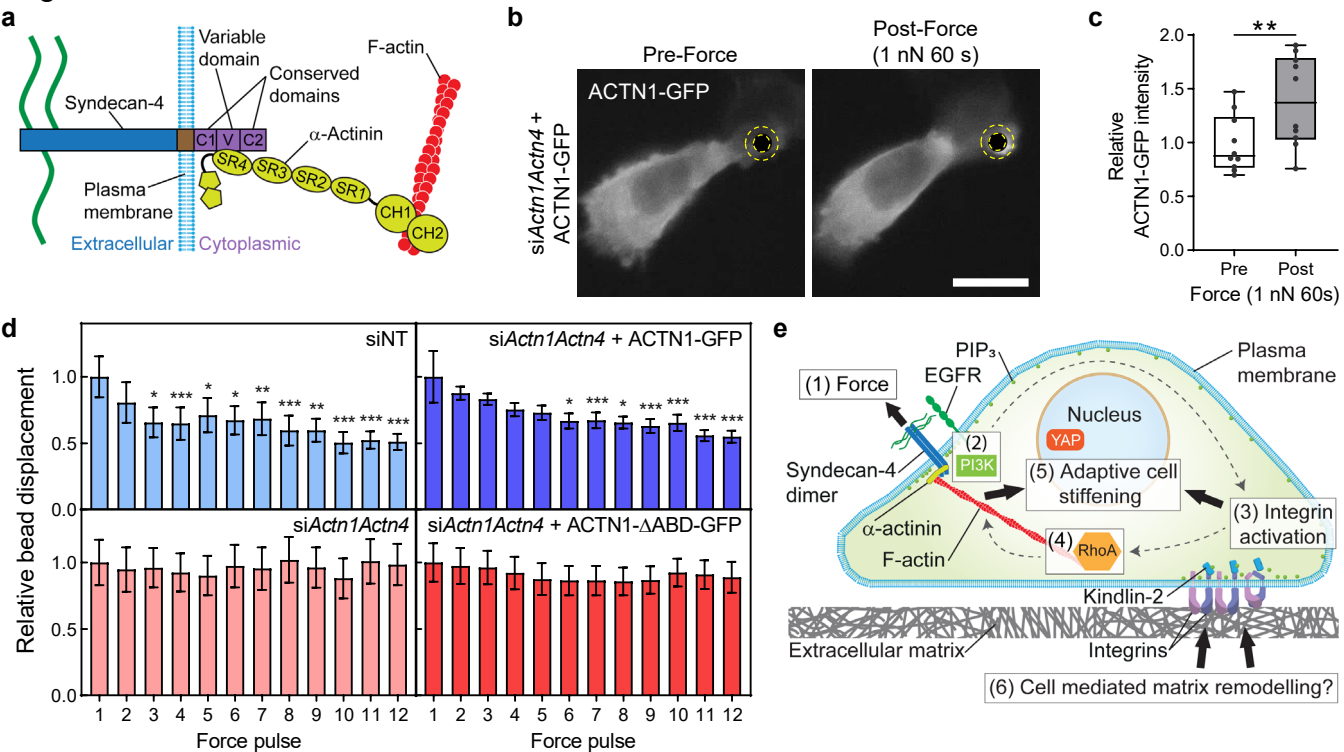 a
Variable
domain
F-actin
Conserved
domains
Syndecan-4
α-Actinin
C1 V C2
SR4
SR3
SR2
SR1
CH1
CH2
Plasma
membrane
Extracellular
Cytoplasmic
b
Pre-Force
Post-Force
(1 nN 60 s)
siActn1Actn4 +
ACTN1-GFP
ACTN1-GFP
c
**
Relative
ACTN1-GFP intensity
2.0
1.5
1.0
0.5
0.0
Pre Post
Force (1 nN 60s)
d
Relative bead displacement
siNT
1.0
0.5
0.0
* *** * * ** *** ** *** *** ***
siActn1Actn4 + ACTN1-GFP
* *** * *** *** *** ***
siActn1Actn4
1.0
0.5
0.0
siActn1Actn4 + ACTN1-ΔABD-GFP
1 2 3 4 5 6 7 8 9 10 11 12
Force pulse
1 2 3 4 5 6 7 8 9 10 11 12
Force pulse
e
PIP₃
EGFR
Plasma
membrane
(1) Force
Nucleus
YAP
(2)
PI3K
Syndecan-4
dimer
(5) Adaptive cell
stiffening
α-actinin
F-actin
(3) Integrin
activation
(4)
RhoA
Kindlin-2
Extracellular matrix
Integrins
(6) Cell mediated matrix remodelling?